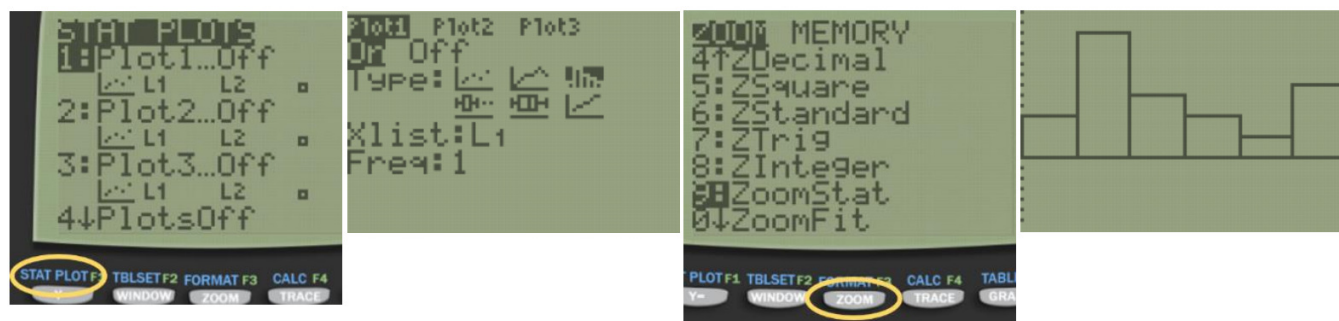 STAT PLOTS
1:Plot1...Off
L1 L2
2:Plot2...Off
L1 L2
3:Plot3...Off
L1 L2
4↓PlotsOff
STAT PLOT F1 TBLSET F2 FORMAT F3 CALC F4
WINDOW ZOOM TRACE
Plot1 Plot2 Plot3
On Off
Type:
Xlist:L1
Freq:1
ZOOM MEMORY
4↑ZDecimal
5:ZSquare
6:ZStandard
7:ZTrig
8:ZInteger
9:ZoomStat
0↓ZoomFit
PLOT F1 TBLSET F2 FORMAT F3 CALC F4 TABL
Y= WINDOW ZOOM TRACE GRA